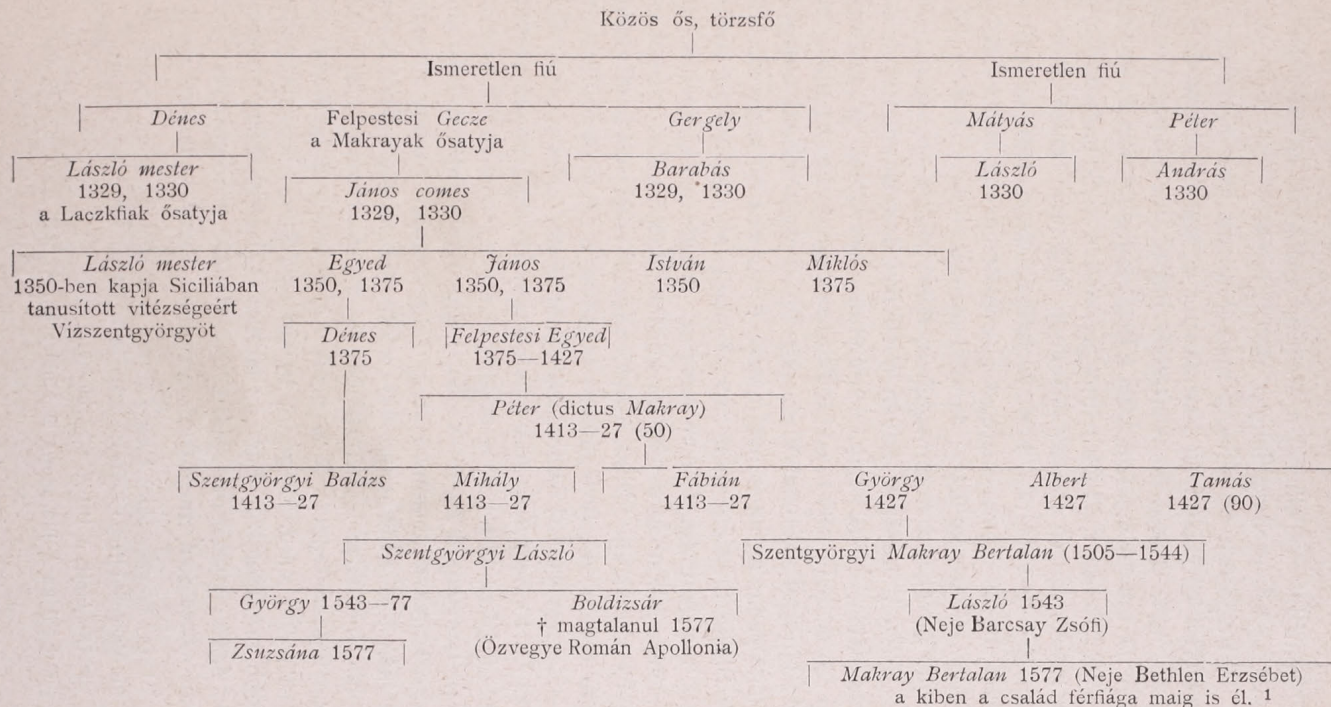 Közös ős, törzsfő
Ismeretlen fiú Ismeretlen fiú
Dénes Felpestesi Gecze Gergely Mátyás Péter
a Makrayak ősatyja
László mester Barabás László András
1329, 1330 János comes 1329, 1330 1330 1330
a Laczkfiak ősatyja 1329, 1330
László mester Egyed János István Miklós
1350-ben kapja Siciliában 1350, 1375 1350, 1375 1350 1375
tanusított vitézségeért
Vízszentgyörgyöt Dénes Felpestesi Egyed
1375 1375—1427
Péter (dictus Makray)
1413—27 (50)
Szentgyörgyi Balázs Mihály Fábián György Albert Tamás
1413—27 1413—27 1413—27 1427 1427 1427 (90)
Szentgyörgyi László Szentgyörgyi Makray Bertalan (1505—1544)
György 1543—77 Boldizsár László 1543
† magtalanul 1577 (Neje Barcsay Zsófi)
Zsuzsána 1577 (Özvegye Román Apollonia)
Makray Bertalan 1577 (Neje Bethlen Erzsébet)
a kiben a család férfiága maig is él. 1